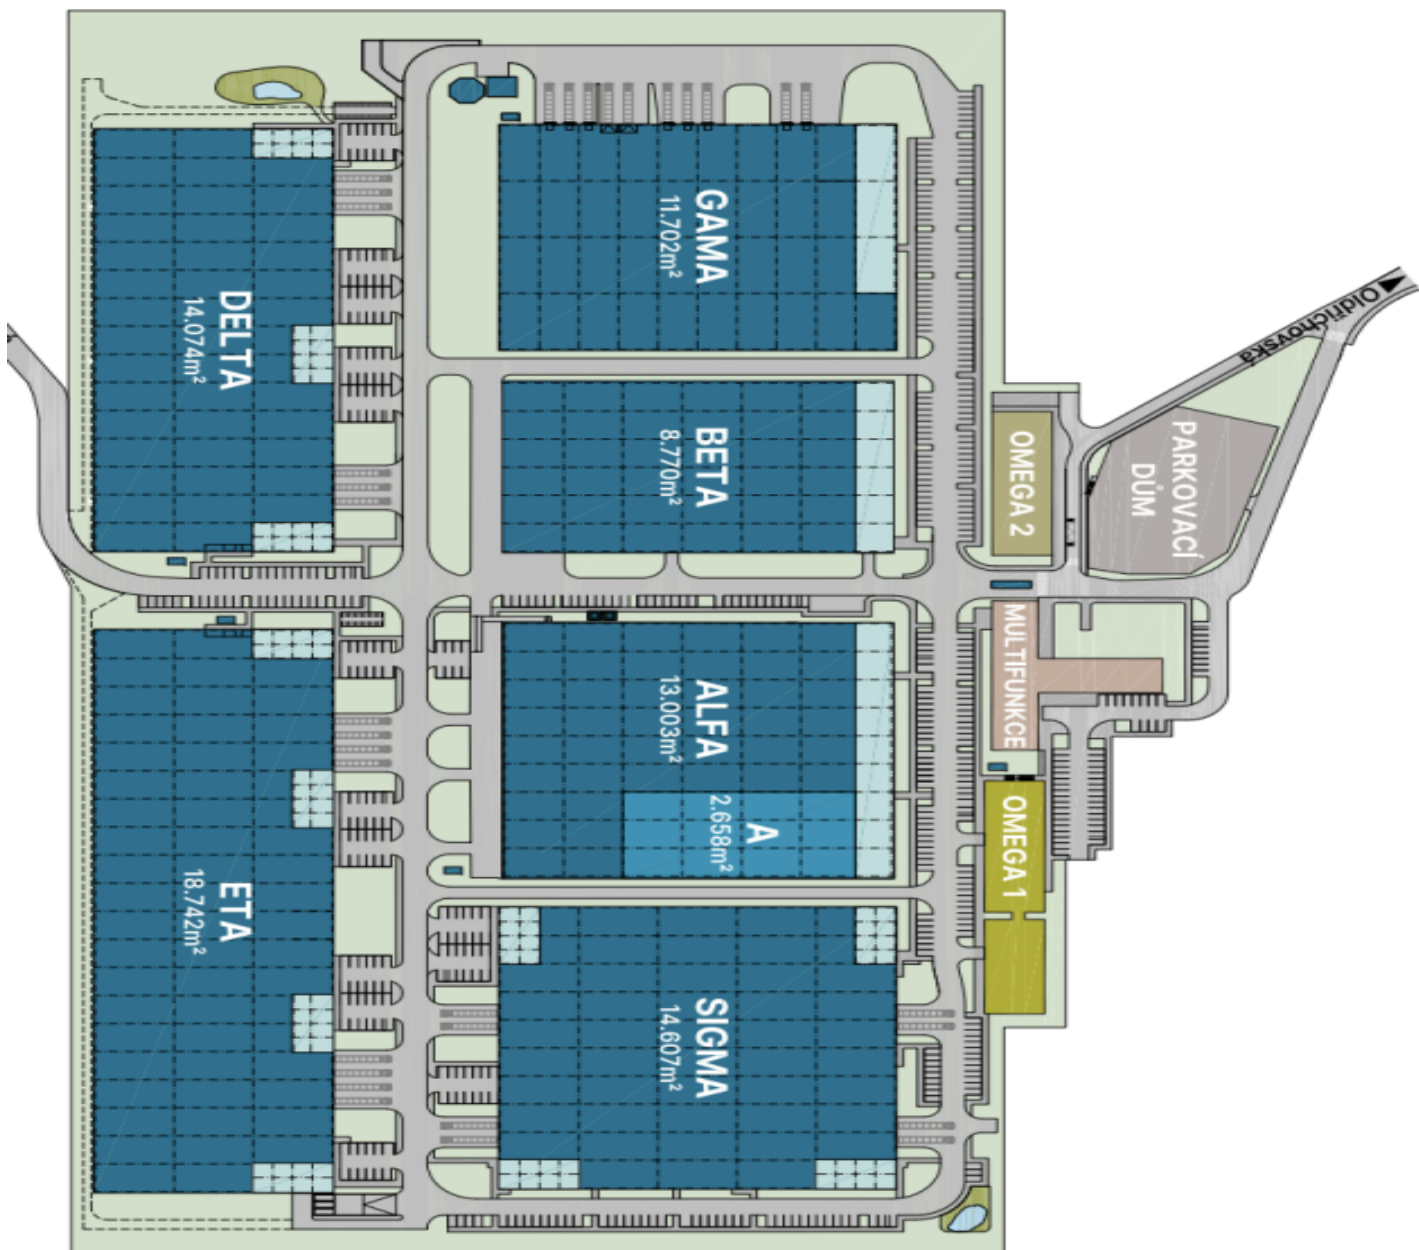 GAMA
11.702m²
DELTA
14.074m²
BETA
8.770m²
OMEGA 2
PARKOVACÍ
DŮM
Oldřichovská
MULTIFUNKCE
ALFA
13.003m²
A
2.658m²
OMEGA 1
ETA
18.742m²
SIGMA
14.607m²